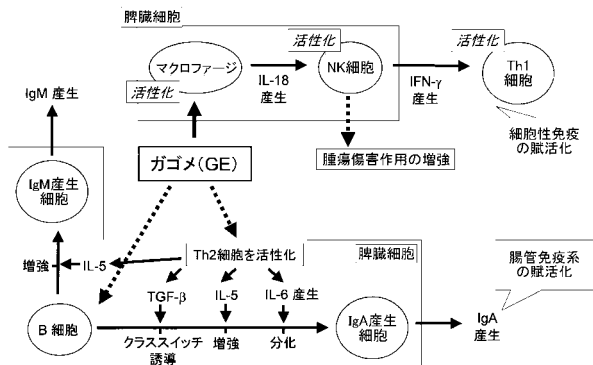 脾臓細胞
活性化
マクロファージ
活性化
IL-18
産生
NK細胞
IFN-γ
産生
活性化
Th1
細胞
細胞性免疫
の賦活化
腫瘍傷害作用の増強
IgM 産生
ガゴメ(GE)
IgM産生
細胞
増強
IL-5
Th2細胞を活性化
脾臓細胞
腸管免疫系
の賦活化
TGF-β
IL-5
IL-6 産生
B 細胞
クラススイッチ
誘導
増強
分化
IgA産生
細胞
IgA
産生